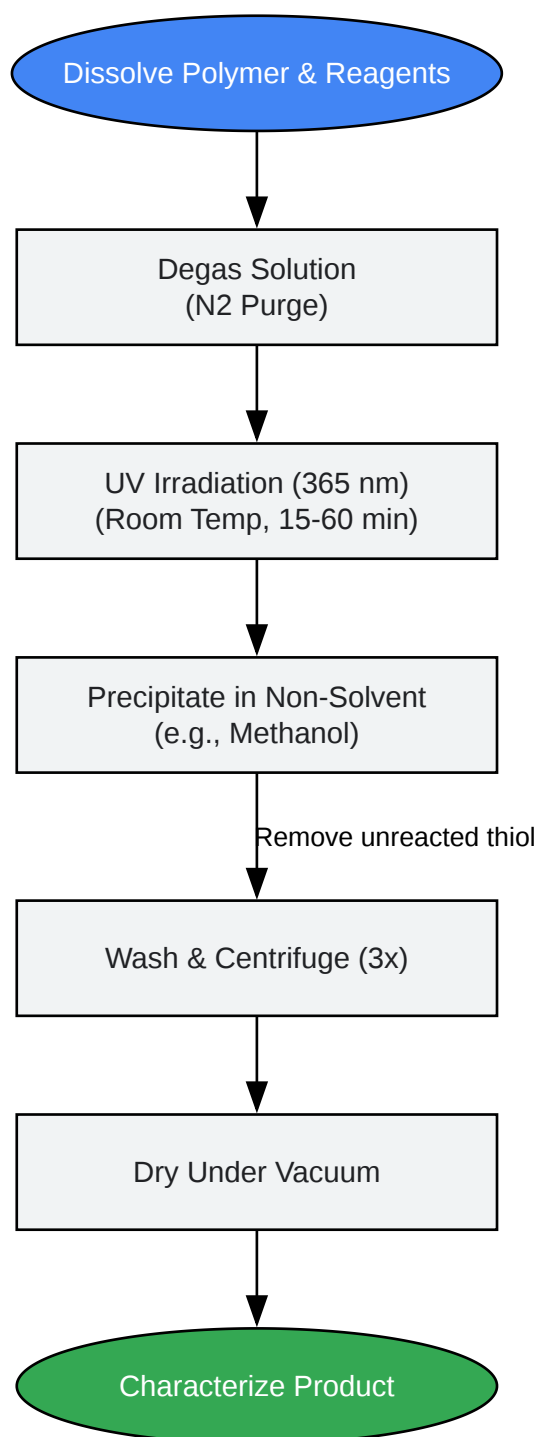 Dissolve Polymer & Reagents
Degas Solution
(N2 Purge)
UV Irradiation (365 nm)
(Room Temp, 15-60 min)
Precipitate in Non-Solvent
(e.g., Methanol)
Remove unreacted thiol
Wash & Centrifuge (3x)
Dry Under Vacuum
Characterize Product